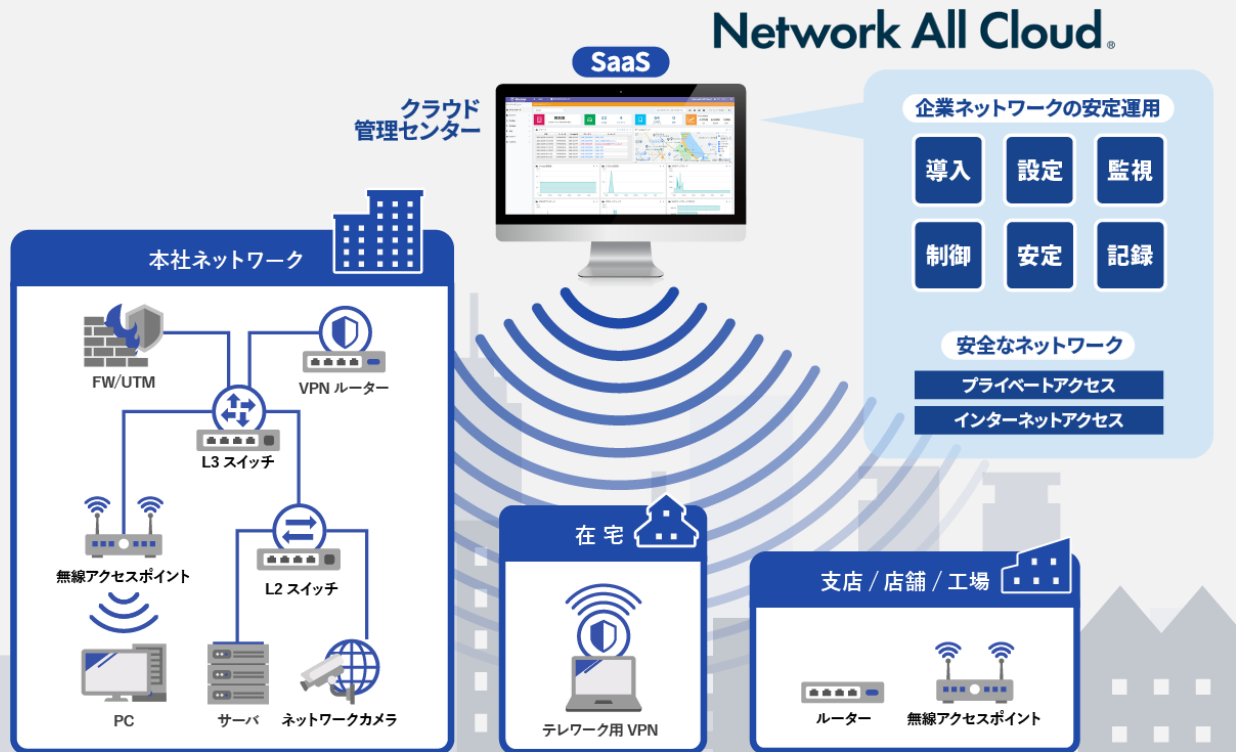 Network All Cloud®
SaaS
クラウド
管理センター
企業ネットワークの安定運用
導入
設定
監視
制御
安定
記録
安全なネットワーク
プライベートアクセス
インターネットアクセス
本社ネットワーク
FW/UTM
VPN ルーター
L3 スイッチ
無線アクセスポイント
L2 スイッチ
PC
サーバ
ネットワークカメラ
在宅
テレワーク用 VPN
支店 / 店舗 / 工場
ルーター
無線アクセスポイント